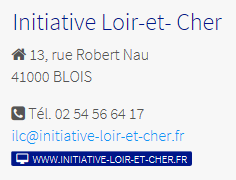 Initiative Loir-et- Cher
13, rue Robert Nau
41000 BLOIS
Tél. 02 54 56 64 17
ilc@initiative-loir-et-cher.fr
WWW.INITIATIVE-LOIR-ET-CHER.FR